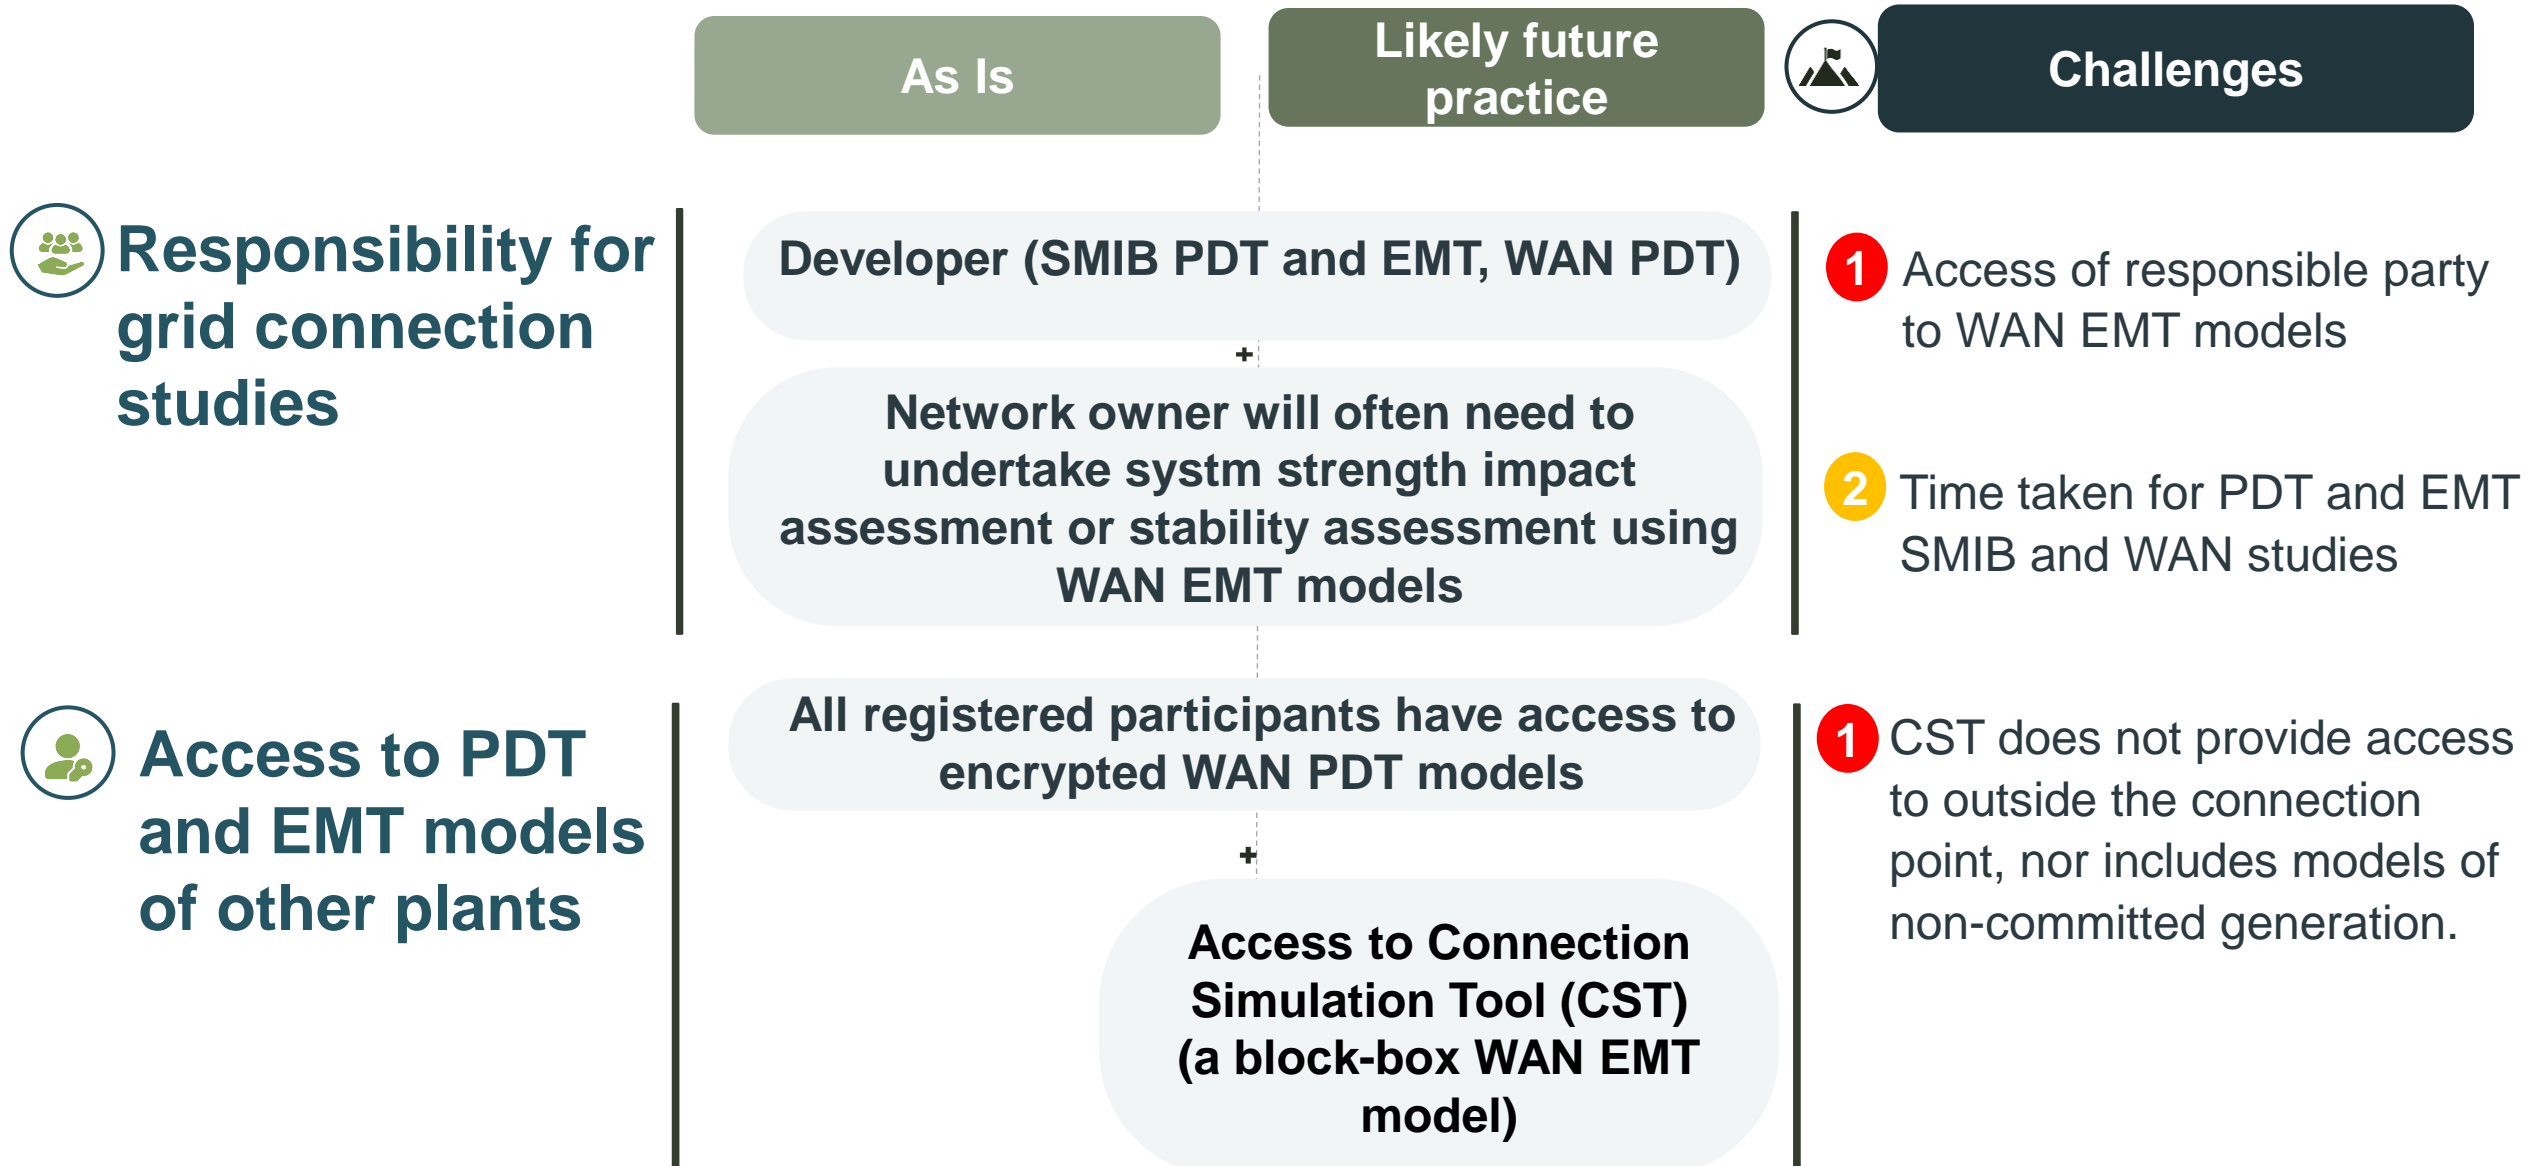 As Is
Likely future
practice
Challenges
Responsibility for
grid connection
studies
Developer (SMIB PDT and EMT, WAN PDT)
+
Network owner will often need to
undertake systm strength impact
assessment or stability assessment using
WAN EMT models
1 Access of responsible party
to WAN EMT models
2 Time taken for PDT and EMT
SMIB and WAN studies
Access to PDT
and EMT models
of other plants
All registered participants have access to
encrypted WAN PDT models
+
Access to Connection
Simulation Tool (CST)
(a block-box WAN EMT
model)
1 CST does not provide access
to outside the connection
point, nor includes models of
non-committed generation.